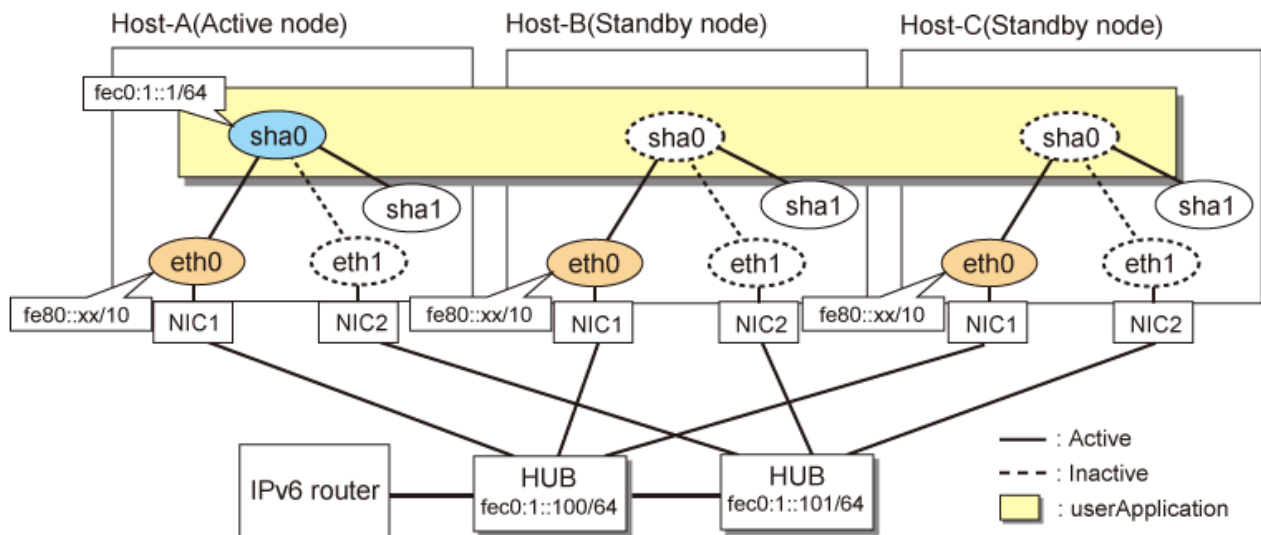 Host-A(Active node)
Host-B(Standby node)
Host-C(Standby node)
fec0:1::1/64
sha0
sha0
sha0
sha1
sha1
sha1
eth0
eth1
eth0
eth1
eth0
eth1
fe80::xx/10
NIC1
NIC2
fe80::xx/10
NIC1
NIC2
fe80::xx/10
NIC1
NIC2
IPv6 router
HUB
fec0:1::100/64
HUB
fec0:1::101/64
: Active
: Inactive
: userApplication